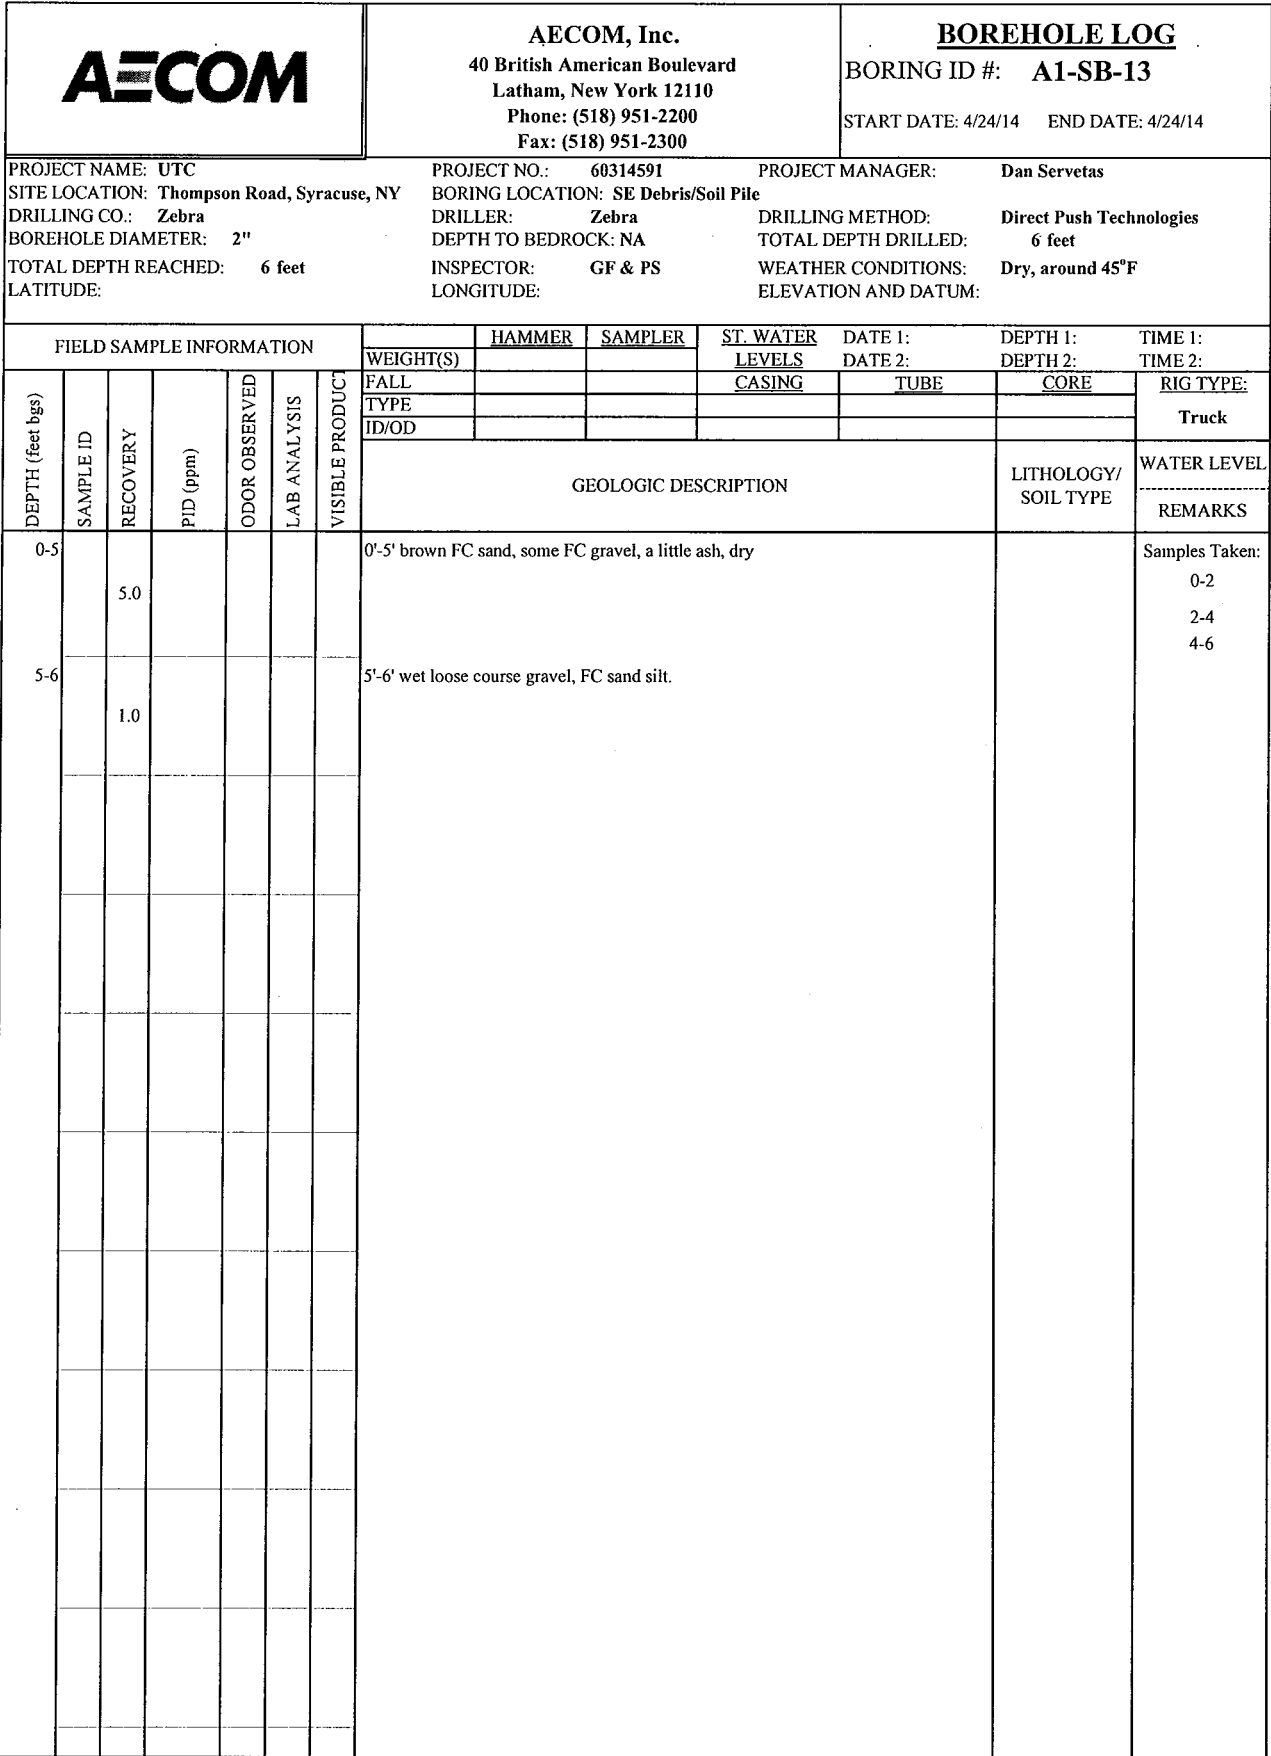 AECOM
AECOM, Inc.
40 British American Boulevard
Latham, New York 12110
Phone: (518) 951-2200
Fax: (518) 951-2300
BOREHOLE LOG
BORING ID #: A1-SB-13
START DATE: 4/24/14 END DATE: 4/24/14
PROJECT NAME: UTC PROJECT NO.: 60314591 PROJECT MANAGER: Dan Servetas
SITE LOCATION: Thompson Road, Syracuse, NY BORING LOCATION: SE Debris/Soil Pile
DRILLING CO.: Zebra DRILLER: Zebra DRILLING METHOD: Direct Push Technologies
BOREHOLE DIAMETER: 2" DEPTH TO BEDROCK: NA TOTAL DEPTH DRILLED: 6 feet
TOTAL DEPTH REACHED: 6 feet INSPECTOR: GF & PS WEATHER CONDITIONS: Dry, around 45°F
LATITUDE: LONGITUDE: ELEVATION AND DATUM:
FIELD SAMPLE INFORMATION
HAMMER SAMPLER ST. WATER DATE 1: DEPTH 1: TIME 1:
WEIGHT(S) LEVELS DATE 2: DEPTH 2: TIME 2:
FALL CASING TUBE CORE RIG TYPE:
TYPE
Truck
ID/OD
DEPTH (feet bgs)
SAMPLE ID
RECOVERY
PID (ppm)
ODOR OBSERVED
LAB ANALYSIS
VISIBLE PRODUCT
GEOLOGIC DESCRIPTION
LITHOLOGY/
SOIL TYPE
WATER LEVEL
REMARKS
0-5 0'-5' brown FC sand, some FC gravel, a little ash, dry Samples Taken:
0-2
5.0
2-4
4-6
5-6 5'-6' wet loose course gravel, FC sand silt.
1.0